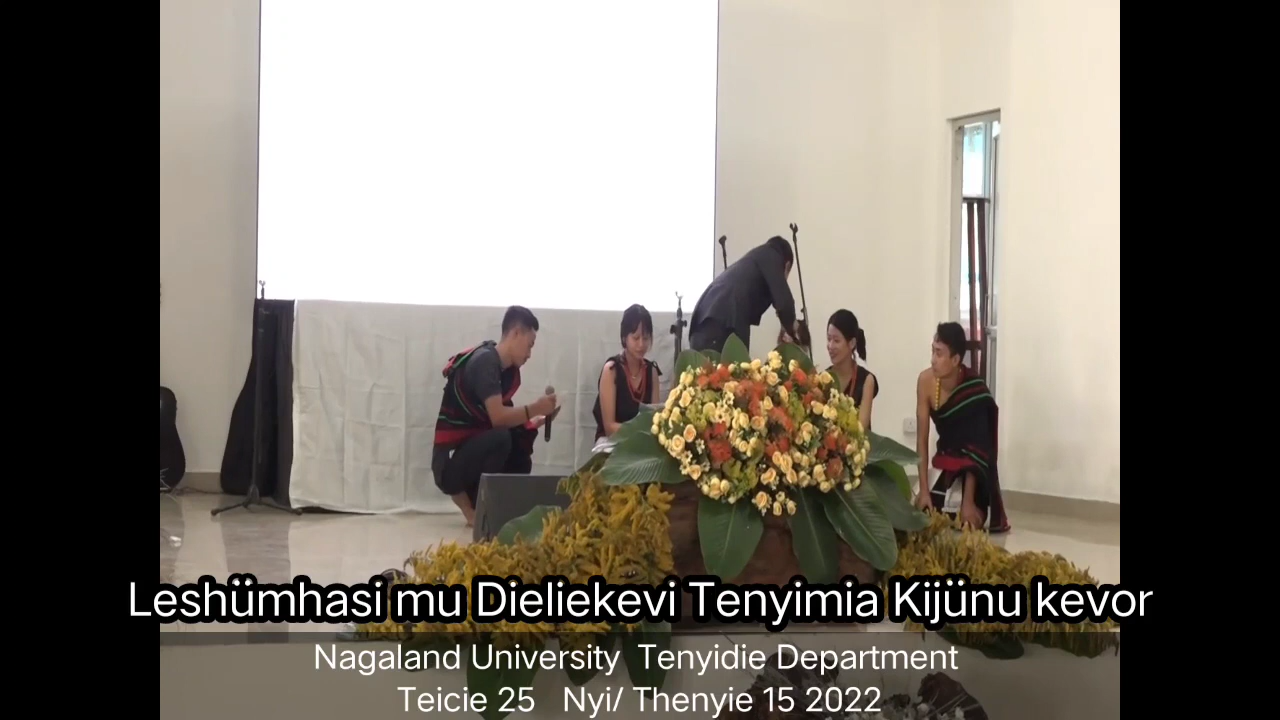 Leshümhasi mu Dieliekevi Tenyimia Kijünu kevor
Nagaland University Tenyidie Department
Teicie 25 Nyi/ Thenyie 15 2022